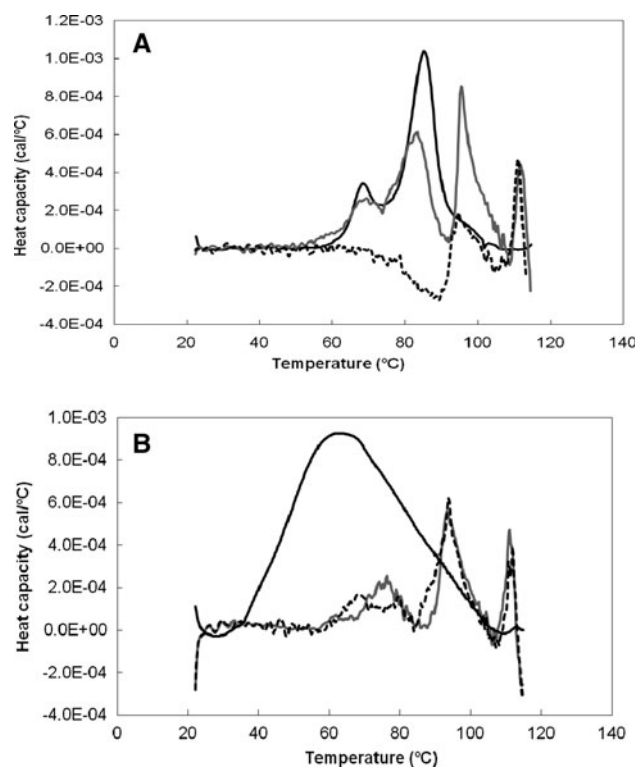 A
Heat capacity (cal/°C)
1.2E-03
1.0E-03
8.0E-04
6.0E-04
4.0E-04
2.0E-04
0.0E+00
-2.0E-04
-4.0E-04
0 20 40 60 80 100 120 140
Temperature (°C)
B
Heat capacity (cal/°C)
1.0E-03
8.0E-04
6.0E-04
4.0E-04
2.0E-04
0.0E+00
-2.0E-04
-4.0E-04
0 20 40 60 80 100 120 140
Temperature (°C)